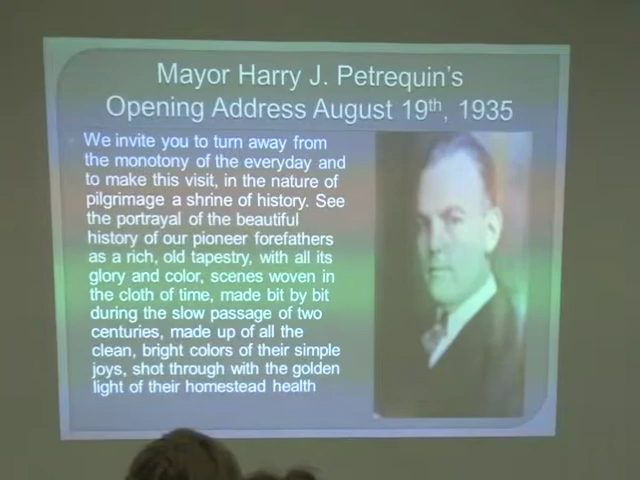 Mayor Harry J. Petrequin's
Opening Address August 19th, 1935
We invite you to turn away from
the monotony of the everyday and
to make this visit, in the nature of
pilgrimage a shrine of history. See
the portrayal of the beautiful
history of our pioneer forefathers
as a rich, old tapestry, with all its
glory and color, scenes woven in
the cloth of time, made bit by bit
during the slow passage of two
centuries, made up of all the
clean, bright colors of their simple
joys, shot through with the golden
light of their homestead health